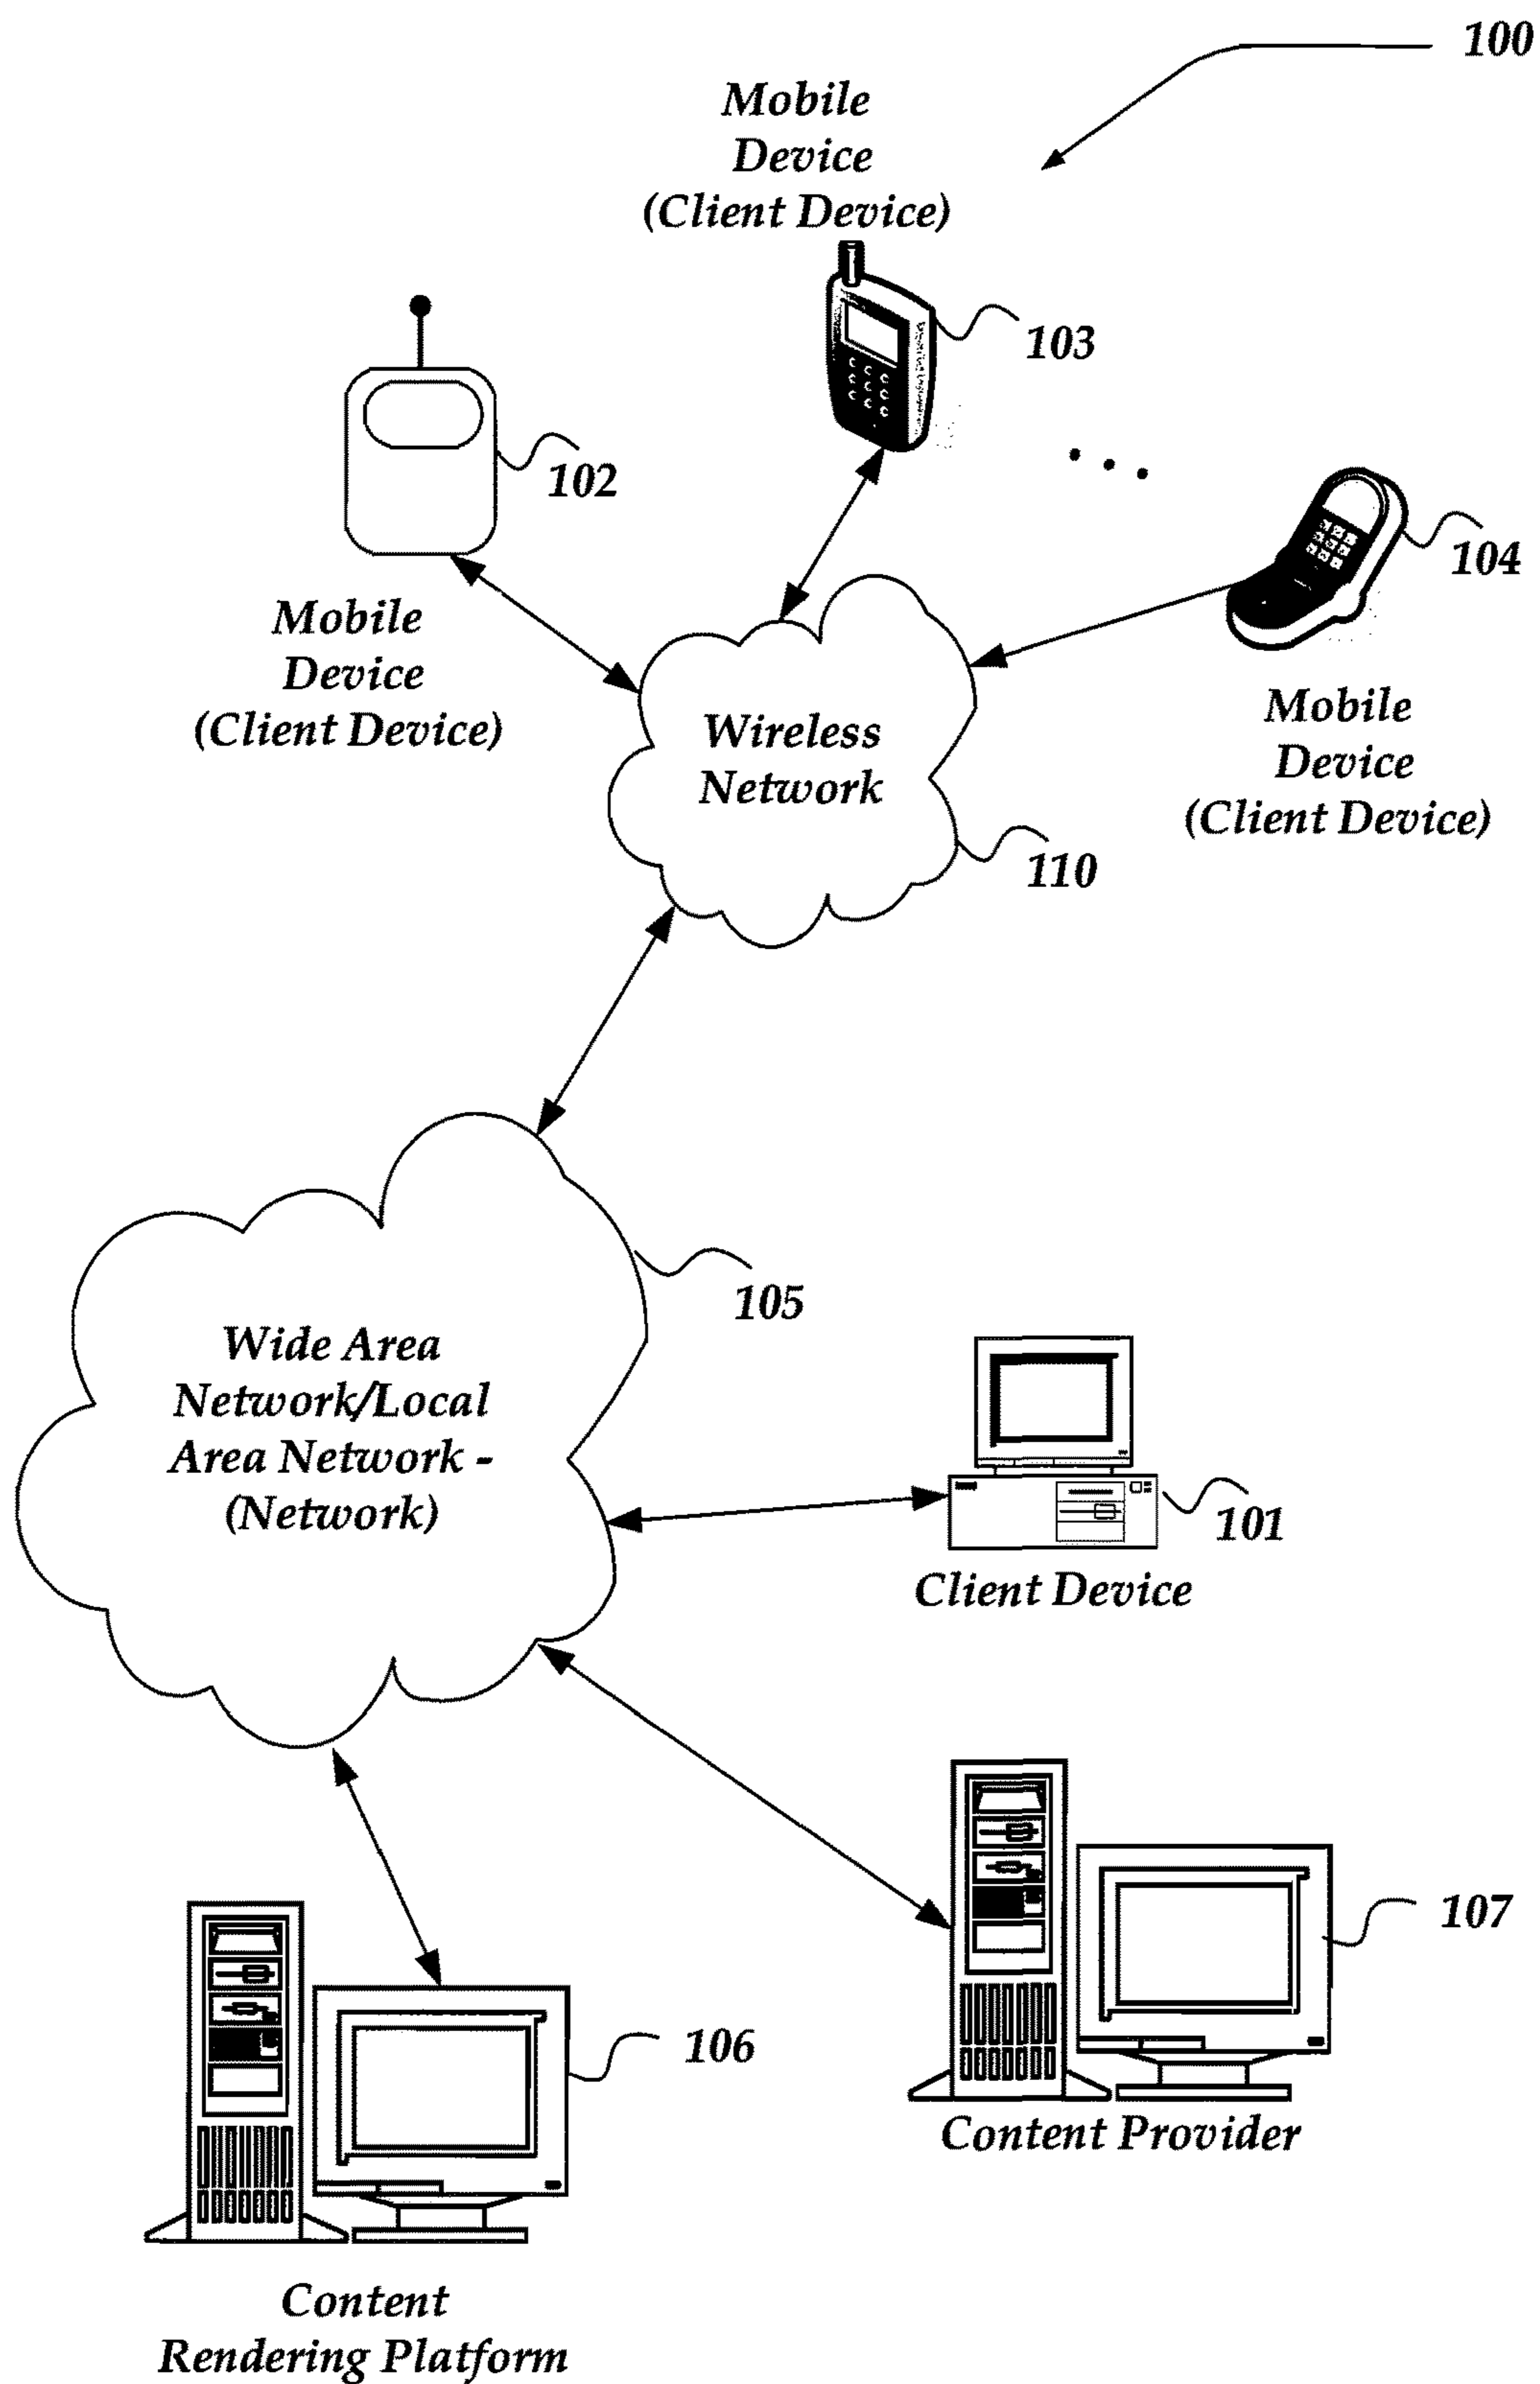 100
Mobile
Device
(Client Device)
103
102
104
Mobile
Device
(Client Device)
Mobile
Device
(Client Device)
Wireless
Network
110
105
Wide Area
Network/Local
Area Network -
(Network)
101
Client Device
107
106
Content Provider
Content
Rendering Platform